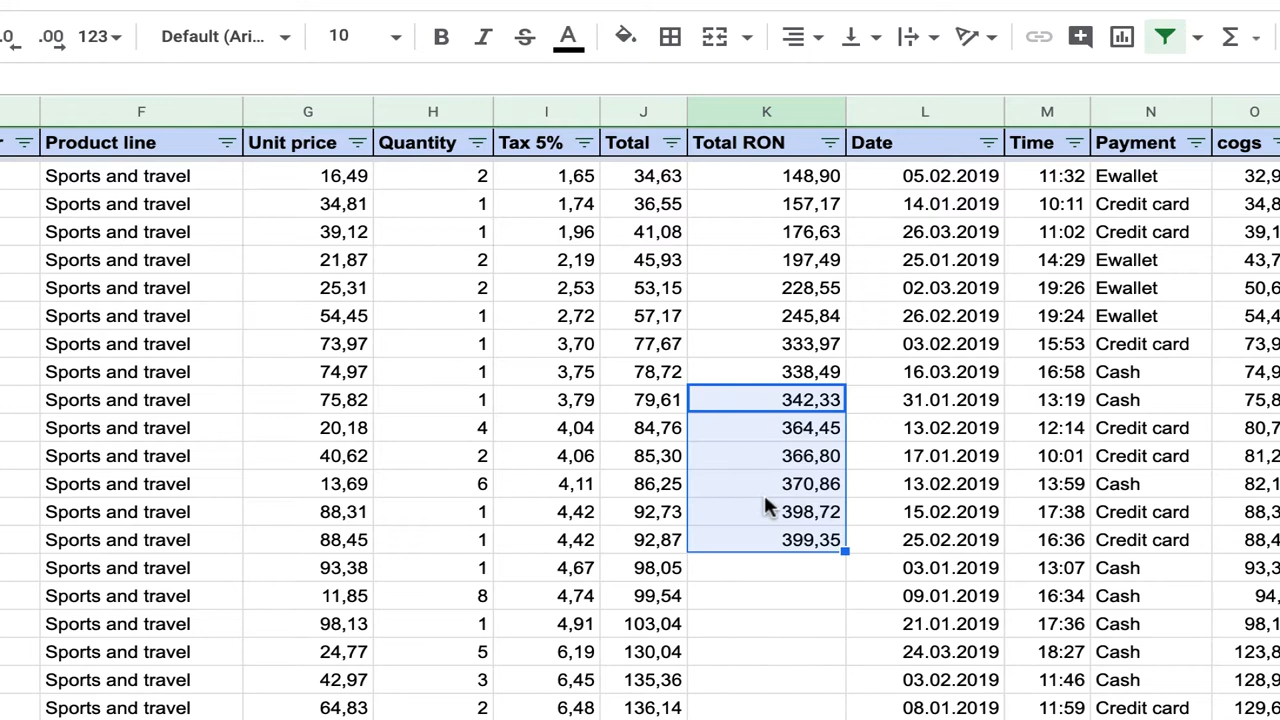 .0 .00 123 Default (Ari... 10 B I S A Σ
F G H I J K L M N O
r Product line Unit price Quantity Tax 5% Total Total RON Date Time Payment cogs
Sports and travel 16,49 2 1,65 34,63 148,90 05.02.2019 11:32 Ewallet 32,9
Sports and travel 34,81 1 1,74 36,55 157,17 14.01.2019 10:11 Credit card 34,8
Sports and travel 39,12 1 1,96 41,08 176,63 26.03.2019 11:02 Credit card 39,1
Sports and travel 21,87 2 2,19 45,93 197,49 25.01.2019 14:29 Ewallet 43,7
Sports and travel 25,31 2 2,53 53,15 228,55 02.03.2019 19:26 Ewallet 50,6
Sports and travel 54,45 1 2,72 57,17 245,84 26.02.2019 19:24 Ewallet 54,4
Sports and travel 73,97 1 3,70 77,67 333,97 03.02.2019 15:53 Credit card 73,9
Sports and travel 74,97 1 3,75 78,72 338,49 16.03.2019 16:58 Cash 74,9
Sports and travel 75,82 1 3,79 79,61 342,33 31.01.2019 13:19 Cash 75,8
Sports and travel 20,18 4 4,04 84,76 364,45 13.02.2019 12:14 Credit card 80,7
Sports and travel 40,62 2 4,06 85,30 366,80 17.01.2019 10:01 Credit card 81,2
Sports and travel 13,69 6 4,11 86,25 370,86 13.02.2019 13:59 Cash 82,1
Sports and travel 88,31 1 4,42 92,73 398,72 15.02.2019 17:38 Credit card 88,3
Sports and travel 88,45 1 4,42 92,87 399,35 25.02.2019 16:36 Credit card 88,4
Sports and travel 93,38 1 4,67 98,05 03.01.2019 13:07 Cash 93,3
Sports and travel 11,85 8 4,74 99,54 09.01.2019 16:34 Cash 94,
Sports and travel 98,13 1 4,91 103,04 21.01.2019 17:36 Cash 98,1
Sports and travel 24,77 5 6,19 130,04 24.03.2019 18:27 Cash 123,8
Sports and travel 42,97 3 6,45 135,36 03.02.2019 11:46 Cash 128,9
Sports and travel 64,83 2 6,48 136,14 08.01.2019 11:59 Credit card 129,6